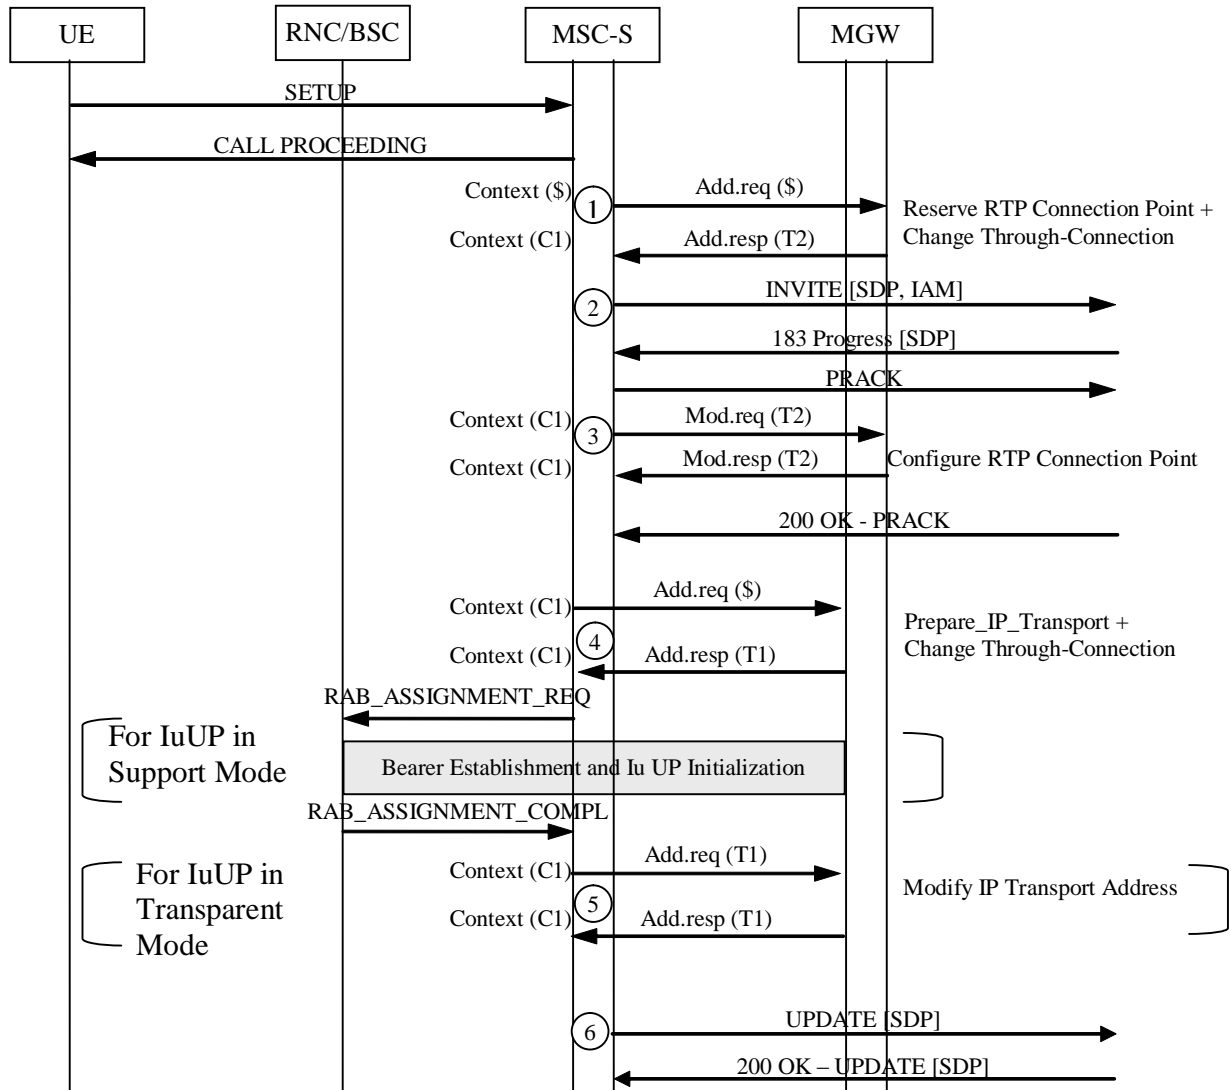 UE
RNC/BSC
MSC-S
MGW
SETUP
CALL PROCEEDING
Context ($)
1
Add.req ($)
Reserve RTP Connection Point +
Change Through-Connection
Context (C1)
Add.resp (T2)
2
INVITE [SDP, IAM]
183 Progress [SDP]
PRACK
Context (C1)
3
Mod.req (T2)
Context (C1)
Mod.resp (T2)
Configure RTP Connection Point
200 OK - PRACK
Context (C1)
Add.req ($)
4
Prepare_IP_Transport +
Change Through-Connection
Context (C1)
Add.resp (T1)
RAB_ASSIGNMENT_REQ
For IuUP in
Support Mode
Bearer Establishment and Iu UP Initialization
RAB_ASSIGNMENT_COMPL
For IuUP in
Transparent
Mode
Context (C1)
Add.req (T1)
5
Modify IP Transport Address
Context (C1)
Add.resp (T1)
6
UPDATE [SDP]
200 OK – UPDATE [SDP]